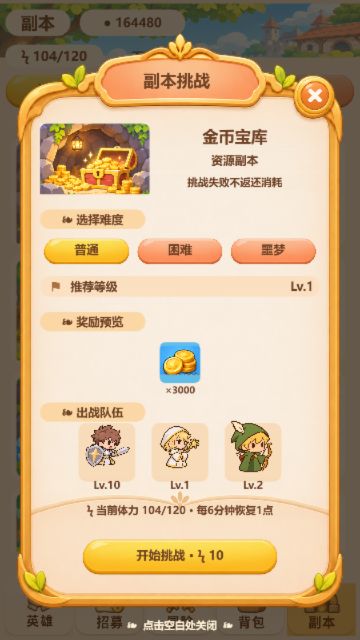 副本
164480
104/120
副本挑战
金币宝库
资源副本
挑战失败不返还消耗
选择难度
普通 困难 噩梦
推荐等级 Lv.1
奖励预览
×3000
出战队伍
Lv.10 Lv.1 Lv.2
当前体力 104/120 · 每6分钟恢复1点
开始挑战 · 10
点击空白处关闭
英雄 招募 背包 副本